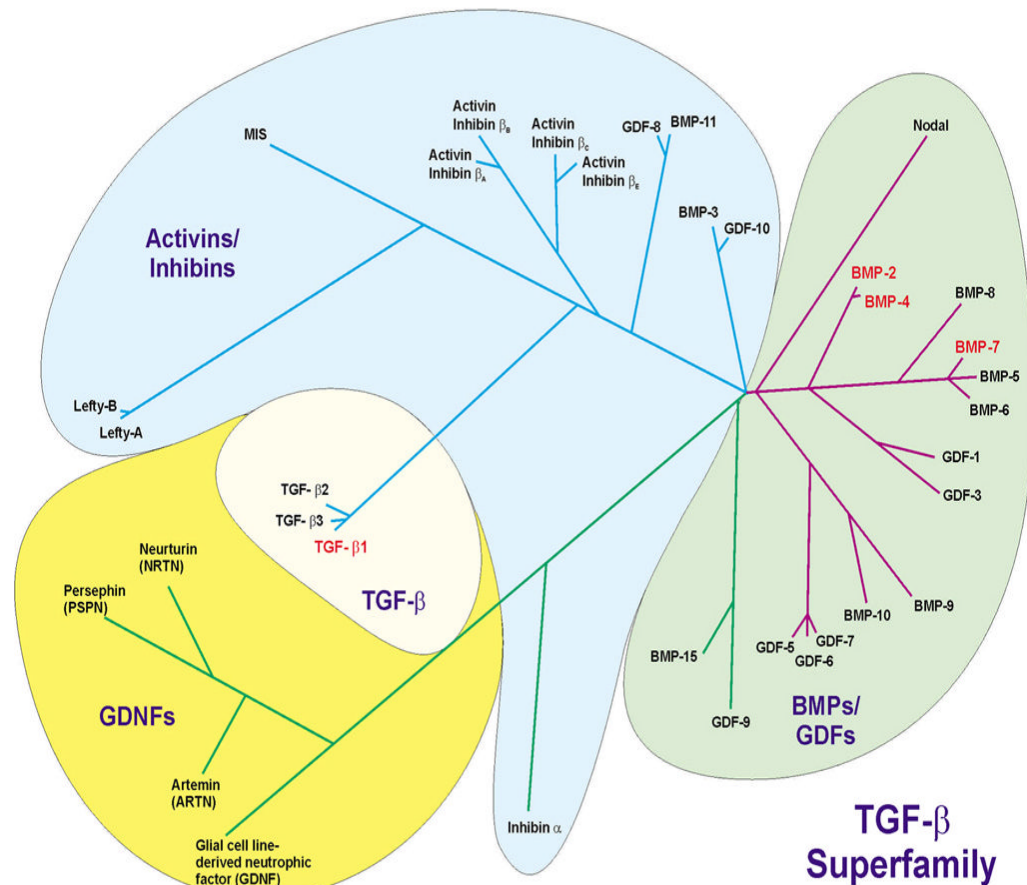 MIS
Activin
Inhibin βB
Activin
Inhibin βA
Activin
Inhibin βC
Activin
Inhibin βE
GDF-8
BMP-11
BMP-3
GDF-10
Activins/
Inhibins
Lefty-B
Lefty-A
Nodal
BMP-2
BMP-4
BMP-8
BMP-7
BMP-5
BMP-6
GDF-1
GDF-3
BMP-9
BMP-10
GDF-7
GDF-5
GDF-6
BMP-15
GDF-9
BMPs/
GDFs
TGF- β2
TGF- β3
TGF- β1
TGF-β
Neurturin
(NRTN)
Persephin
(PSPN)
GDNFs
Artemin
(ARTN)
Glial cell line-
derived neutrophic
factor (GDNF)
Inhibin α
TGF-β
Superfamily